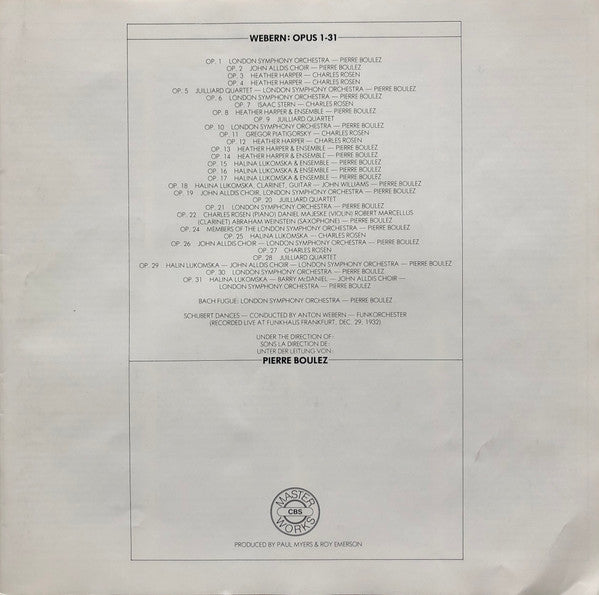 WEBERN: OPUS 1-31
OP. 1 LONDON SYMPHONY ORCHESTRA — PIERRE BOULEZ
OP. 2 JOHN ALLDIS CHOIR — PIERRE BOULEZ
OP. 3 HEATHER HARPER — CHARLES ROSEN
OP. 4 HEATHER HARPER — CHARLES ROSEN
OP. 5 JUILLIARD QUARTET — LONDON SYMPHONY ORCHESTRA — PIERRE BOULEZ
OP. 6 LONDON SYMPHONY ORCHESTRA — PIERRE BOULEZ
OP. 7 ISAAC STERN — CHARLES ROSEN
OP. 8 HEATHER HARPER & ENSEMBLE — PIERRE BOULEZ
OP. 9 JUILLIARD QUARTET
OP. 10 LONDON SYMPHONY ORCHESTRA — PIERRE BOULEZ
OP. 11 GREGOR PIATIGORSKY — CHARLES ROSEN
OP. 12 HEATHER HARPER — CHARLES ROSEN
OP. 13 HEATHER HARPER & ENSEMBLE — PIERRE BOULEZ
OP. 14 HEATHER HARPER & ENSEMBLE — PIERRE BOULEZ
OP. 15 HALINA LUKOMSKA & ENSEMBLE — PIERRE BOULEZ
OP. 16 HALINA LUKOMSKA & ENSEMBLE — PIERRE BOULEZ
OP. 17 HALINA LUKOMSKA & ENSEMBLE — PIERRE BOULEZ
OP. 18 HALINA LUKOMSKA, CLARINET, GUITAR — JOHN WILLIAMS — PIERRE BOULEZ
OP. 19 JOHN ALLDIS CHOIR, LONDON SYMPHONY ORCHESTRA — PIERRE BOULEZ
OP. 20 JUILLIARD QUARTET
OP. 21 LONDON SYMPHONY ORCHESTRA — PIERRE BOULEZ
OP. 22 CHARLES ROSEN (PIANO) DANIEL MAJESKE (VIOLIN) ROBERT MARCELLUS
(CLARINET) ABRAHAM WEINSTEIN (SAXOPHONE) — PIERRE BOULEZ
OP. 24 MEMBERS OF THE LONDON SYMPHONY ORCHESTRA — PIERRE BOULEZ
OP. 25 HALINA LUKOMSKA — CHARLES ROSEN
OP. 26 JOHN ALLDIS CHOIR — LONDON SYMPHONY ORCHESTRA — PIERRE BOULEZ
OP. 27 CHARLES ROSEN
OP. 28 JUILLIARD QUARTET
OP. 29 HALIN LUKOMSKA — JOHN ALLDIS CHOIR — LONDON SYMPHONY ORCHESTRA — PIERRE BOULEZ
OP. 30 LONDON SYMPHONY ORCHESTRA — PIERRE BOULEZ
OP. 31 HALINA LUKOMSKA — BARRY McDANIEL — JOHN ALLDIS CHOIR —
LONDON SYMPHONY ORCHESTRA — PIERRE BOULEZ
BACH FUGUE: LONDON SYMPHONY ORCHESTRA — PIERRE BOULEZ
SCHUBERT DANCES — CONDUCTED BY ANTON WEBERN — FUNKORCHESTER
(RECORDED LIVE AT FUNKHAUS FRANKFURT, DEC. 29, 1932)
UNDER THE DIRECTION OF:
SONS LA DIRECTION DE:
UNTER DER LEITUNG VON:
PIERRE BOULEZ
MASTER
CBS
WORKS
PRODUCED BY PAUL MYERS & ROY EMERSON